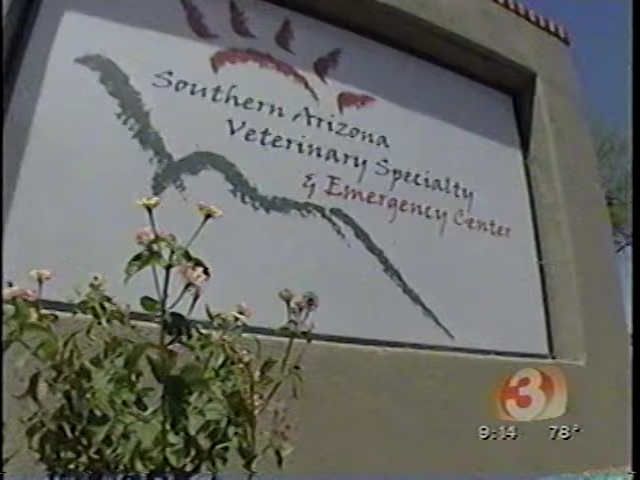 Southern Arizona
Veterinary Specialty
& Emergency Center
3
9:14 78°